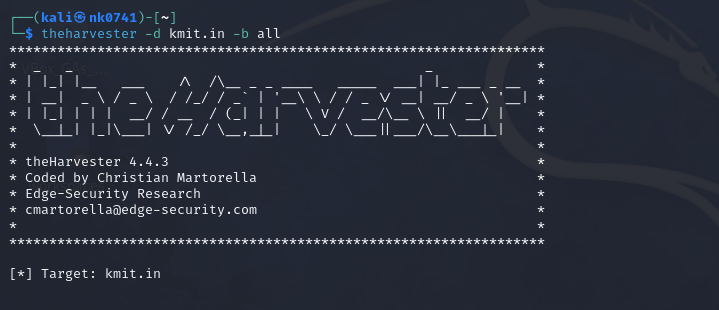 ┌──(kali㉿nk0741)-[~]
└─$ theharvester -d kmit.in -b all
*******************************************************************
*  _   _                                            _             *
* | |_| |__   ___    /\  /\__ _ _ ____   _____  ___| |_ ___ _ __  *
* | __|  _ \ / _ \  / /_/ / _` | '__\ \ / / _ \/ __| __/ _ \ '__| *
* | |_| | | |  __/ / __  / (_| | |   \ V /  __/\__ \ ||  __/ |    *
*  \__|_| |_|\___| \/ /_/ \__,_|_|    \_/ \___||___/\__\___|_|    *
*                                                                 *
* theHarvester 4.4.3                                              *
* Coded by Christian Martorella                                   *
* Edge-Security Research                                          *
* cmartorella@edge-security.com                                   *
*                                                                 *
*******************************************************************
[*] Target: kmit.in